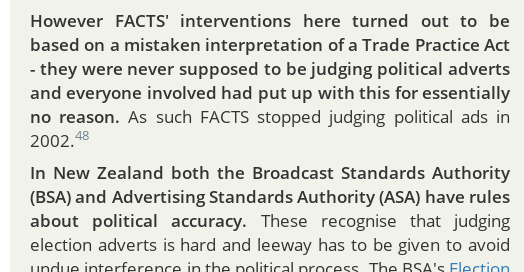 However FACTS' interventions here turned out to be
based on a mistaken interpretation of a Trade Practice Act
- they were never supposed to be judging political adverts
and everyone involved had put up with this for essentially
no reason. As such FACTS stopped judging political ads in
2002.48
In New Zealand both the Broadcast Standards Authority
(BSA) and Advertising Standards Authority (ASA) have rules
about political accuracy. These recognise that judging
election adverts is hard and leeway has to be given to avoid
undue interference in the political process. The BSA's Election